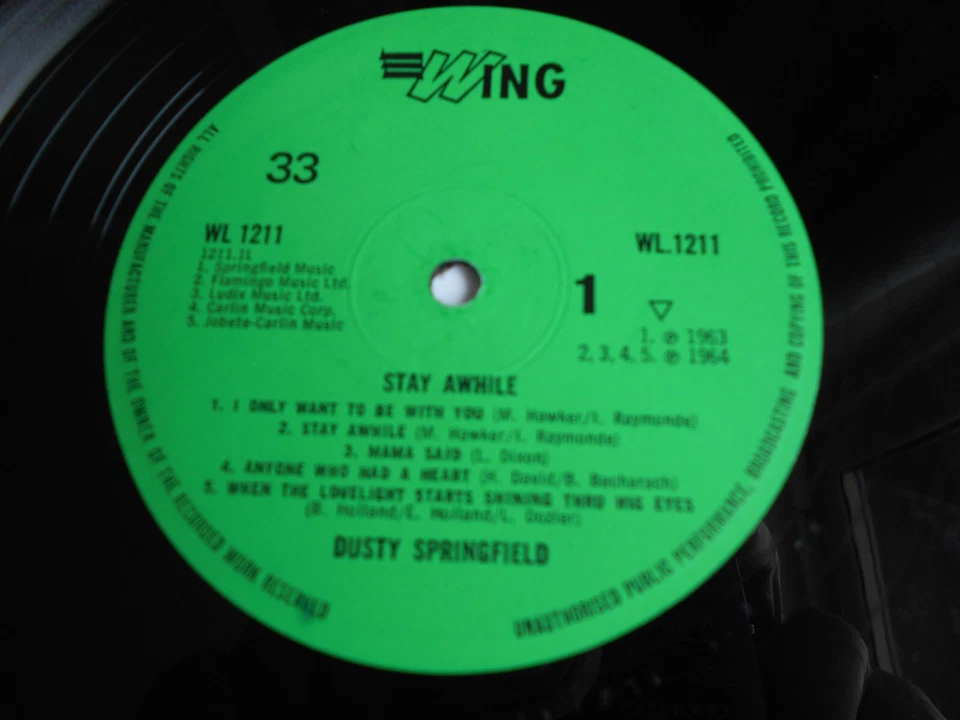 WING
33
WL 1211
1211.1L
1. Springfield Music
2. Flamingo Music Ltd.
3. Ludix Music Ltd.
4. Carlin Music Corp.
5. Jobete-Carlin Music
WL.1211
1
▽
1. ℗ 1963
2, 3, 4, 5. ℗ 1964
STAY AWHILE
1. I ONLY WANT TO BE WITH YOU (M. Hawker/I. Raymonde)
2. STAY AWHILE (M. Hawker/I. Raymonde)
3. MAMA SAID (L. Dixon)
4. ANYONE WHO HAD A HEART (H. David/B. Bacharach)
5. WHEN THE LOVELIGHT STARTS SHINING THRU HIS EYES
(B. Holland/E. Holland/L. Dozier)
DUSTY SPRINGFIELD
ALL RIGHTS OF THE MANUFACTURER AND OF THE OWNER OF THE RECORDED WORK RESERVED
UNAUTHORISED PUBLIC PERFORMANCE, BROADCASTING AND COPYING OF THIS RECORD PROHIBITED